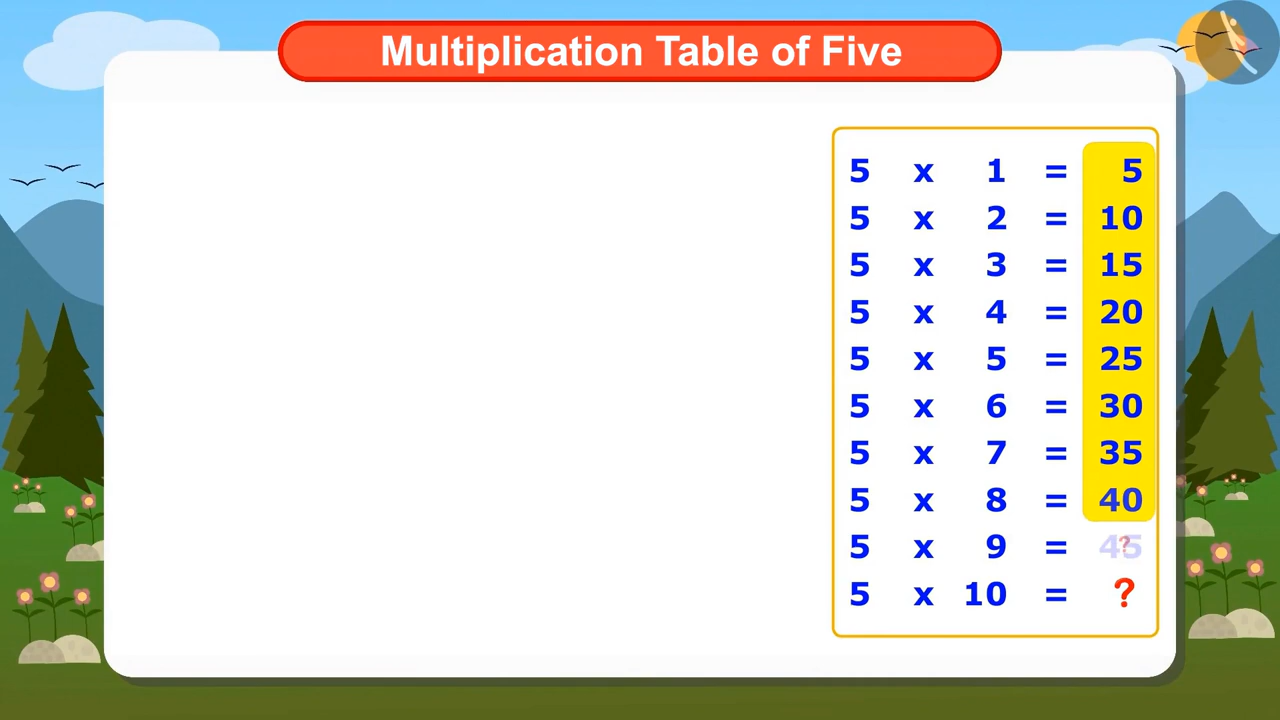 Multiplication Table of Five
5 x 1 = 5
5 x 2 = 10
5 x 3 = 15
5 x 4 = 20
5 x 5 = 25
5 x 6 = 30
5 x 7 = 35
5 x 8 = 40
5 x 9 = 45 ?
5 x 10 = ?